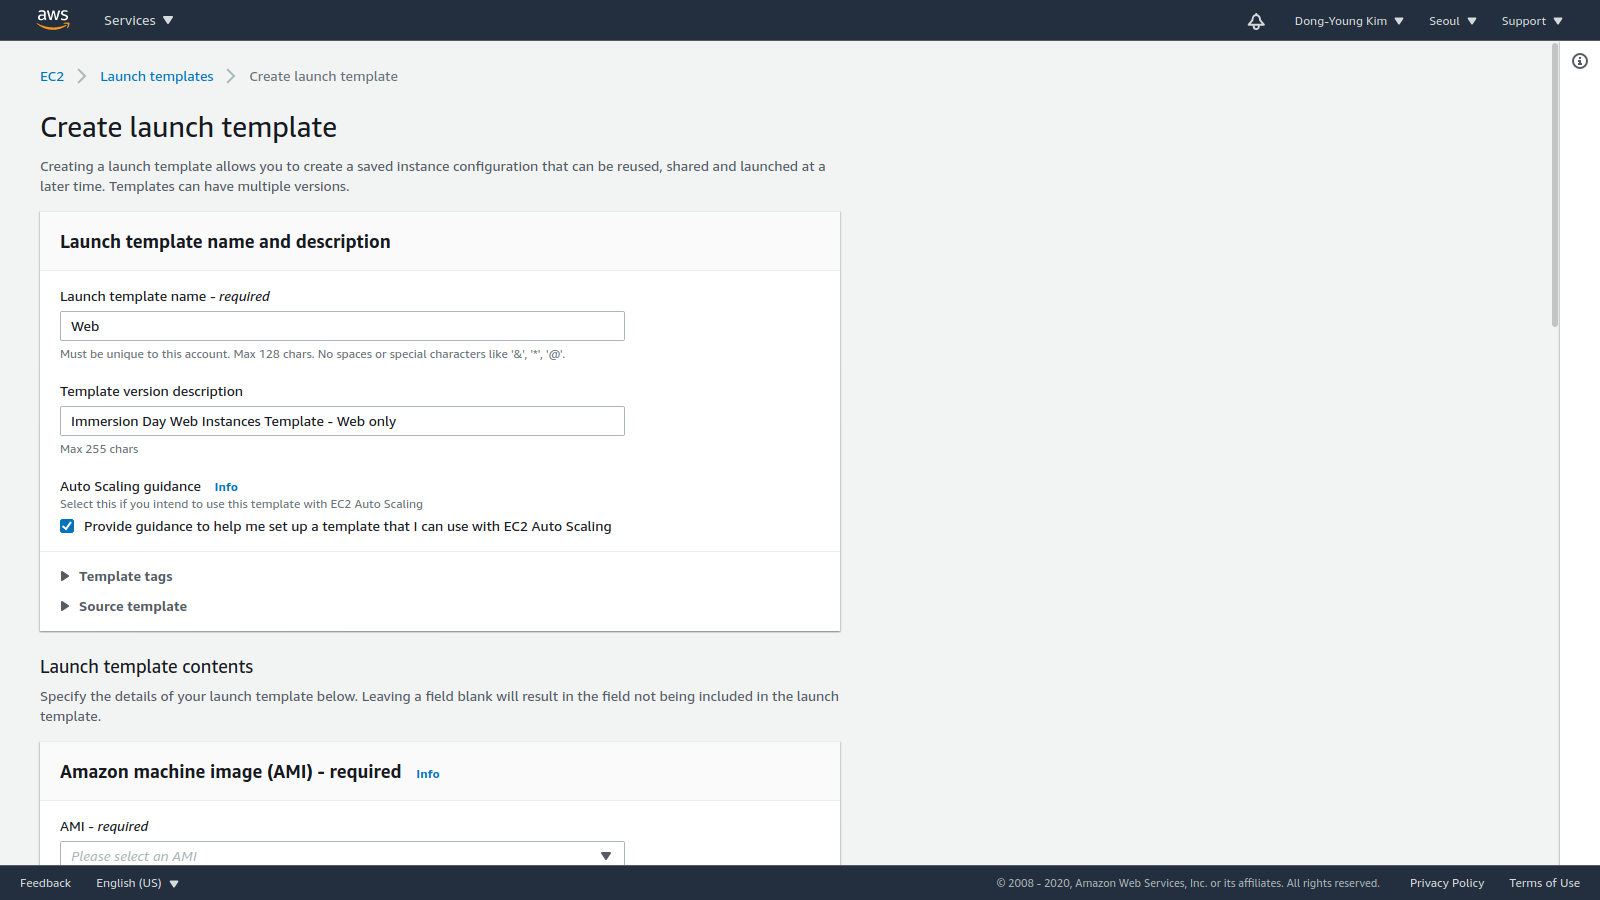 aws Services Dong-Young Kim Seoul Support
EC2 Launch templates Create launch template
Create launch template
Creating a launch template allows you to create a saved instance configuration that can be reused, shared and launched at a
later time. Templates can have multiple versions.
Launch template name and description
Launch template name - required
Web
Must be unique to this account. Max 128 chars. No spaces or special characters like '&', '*', '@'.
Template version description
Immersion Day Web Instances Template - Web only
Max 255 chars
Auto Scaling guidance Info
Select this if you intend to use this template with EC2 Auto Scaling
Provide guidance to help me set up a template that I can use with EC2 Auto Scaling
Template tags
Source template
Launch template contents
Specify the details of your launch template below. Leaving a field blank will result in the field not being included in the launch
template.
Amazon machine image (AMI) - required Info
AMI - required
Please select an AMI
Feedback English (US) © 2008 - 2020, Amazon Web Services, Inc. or its affiliates. All rights reserved. Privacy Policy Terms of Use